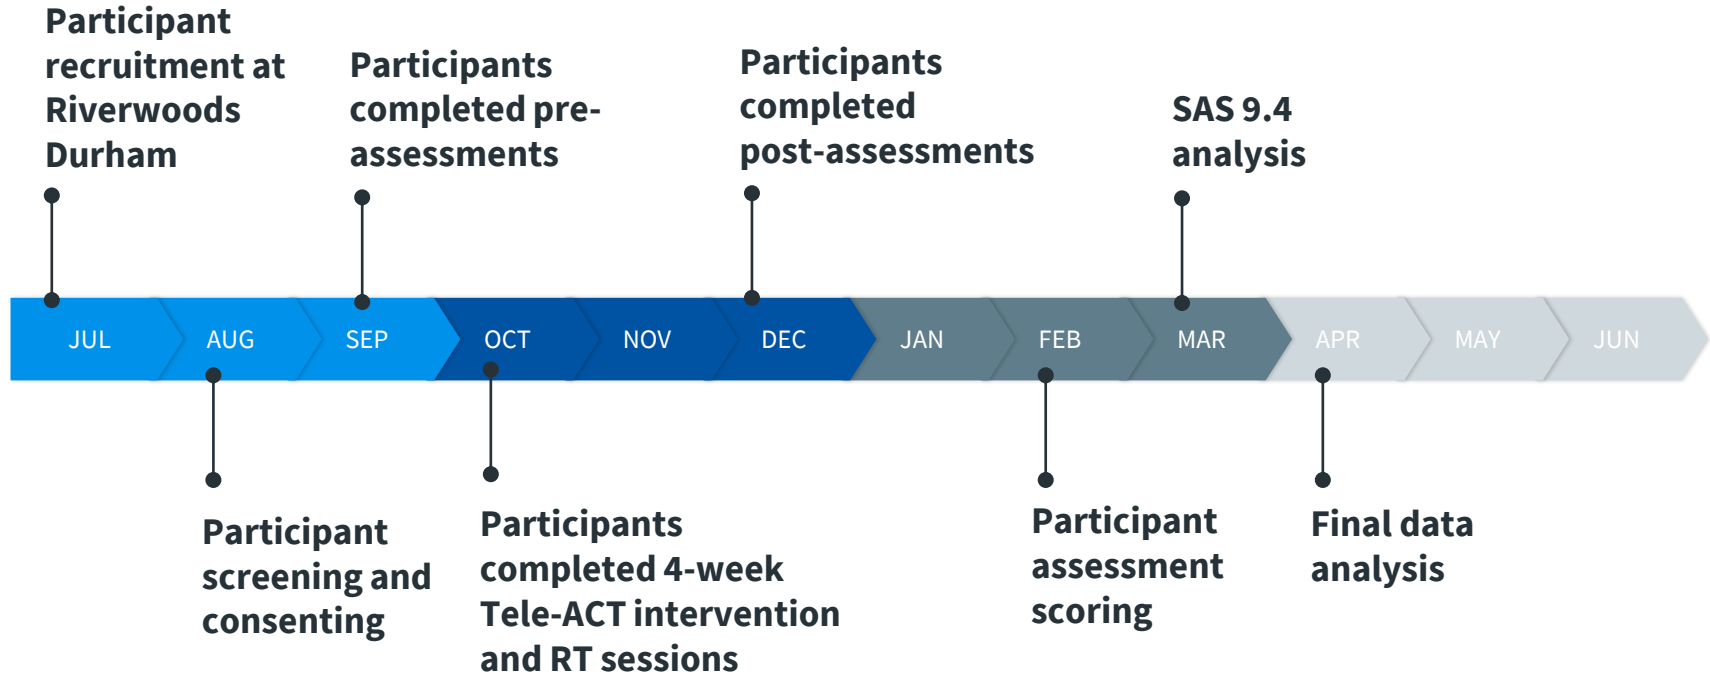 Participant
recruitment at
Riverwoods
Durham
Participants
completed pre-
assessments
Participants
completed
post-assessments
SAS 9.4
analysis
JUL
AUG
SEP
OCT
NOV
DEC
JAN
FEB
MAR
APR
MAY
JUN
Participant
screening and
consenting
Participants
completed 4-week
Tele-ACT intervention
and RT sessions
Participant
assessment
scoring
Final data
analysis